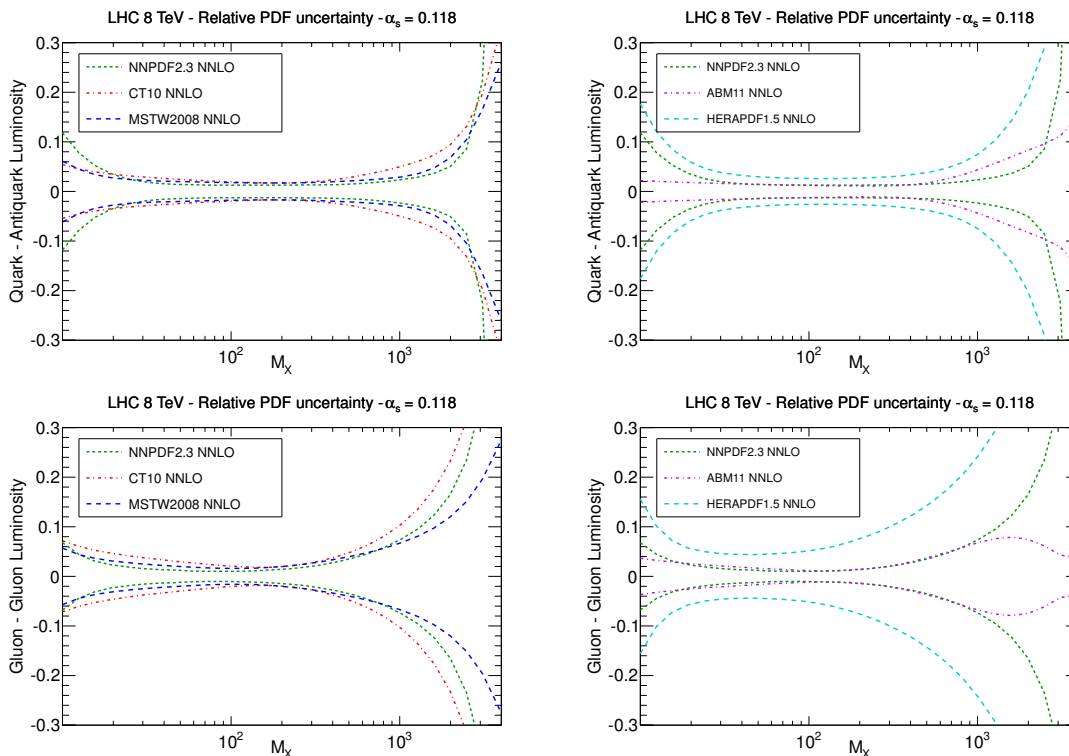 LHC 8 TeV - Relative PDF uncertainty - αs = 0.118
Quark - Antiquark Luminosity
0.3
0.2
0.1
0
-0.1
-0.2
-0.3
NNPDF2.3 NNLO
CT10 NNLO
MSTW2008 NNLO
10²
10³
M_X
LHC 8 TeV - Relative PDF uncertainty - αs = 0.118
Quark - Antiquark Luminosity
0.3
0.2
0.1
0
-0.1
-0.2
-0.3
NNPDF2.3 NNLO
ABM11 NNLO
HERAPDF1.5 NNLO
10²
10³
M_X
LHC 8 TeV - Relative PDF uncertainty - αs = 0.118
Gluon - Gluon Luminosity
0.3
0.2
0.1
0
-0.1
-0.2
-0.3
NNPDF2.3 NNLO
CT10 NNLO
MSTW2008 NNLO
10²
10³
M_X
LHC 8 TeV - Relative PDF uncertainty - αs = 0.118
Gluon - Gluon Luminosity
0.3
0.2
0.1
0
-0.1
-0.2
-0.3
NNPDF2.3 NNLO
ABM11 NNLO
HERAPDF1.5 NNLO
10²
10³
M_X